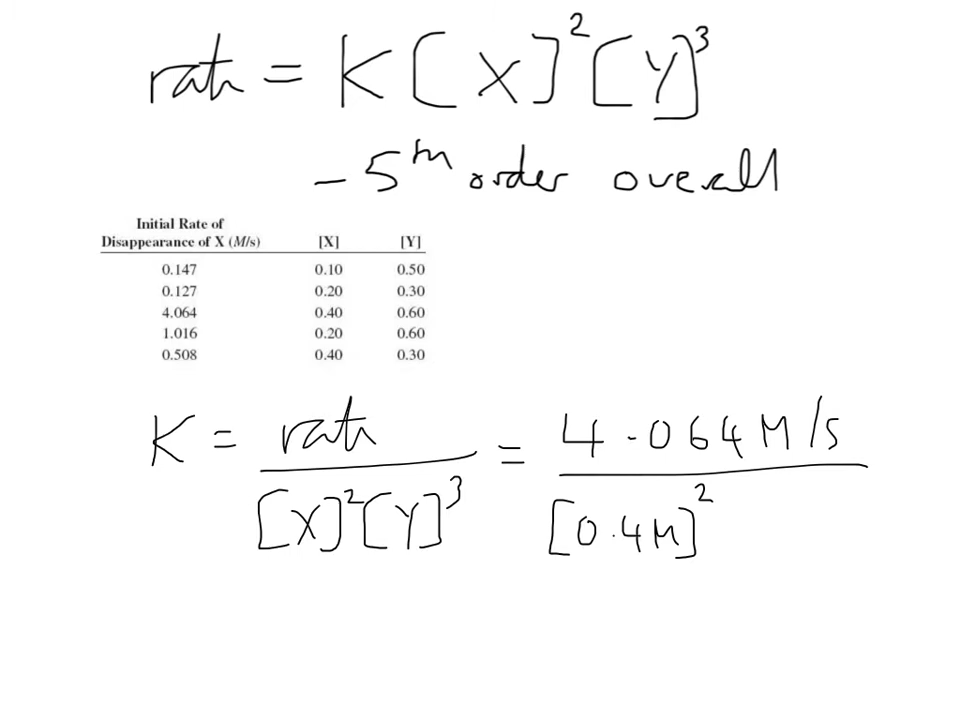 rate = K[X]²[Y]³
- 5th order overall
Initial Rate of
Disappearance of X (M/s) [X] [Y]
0.147 0.10 0.50
0.127 0.20 0.30
4.064 0.40 0.60
1.016 0.20 0.60
0.508 0.40 0.30
K = rate / [X]²[Y]³ = 4.064 M/s / [0.4M]²